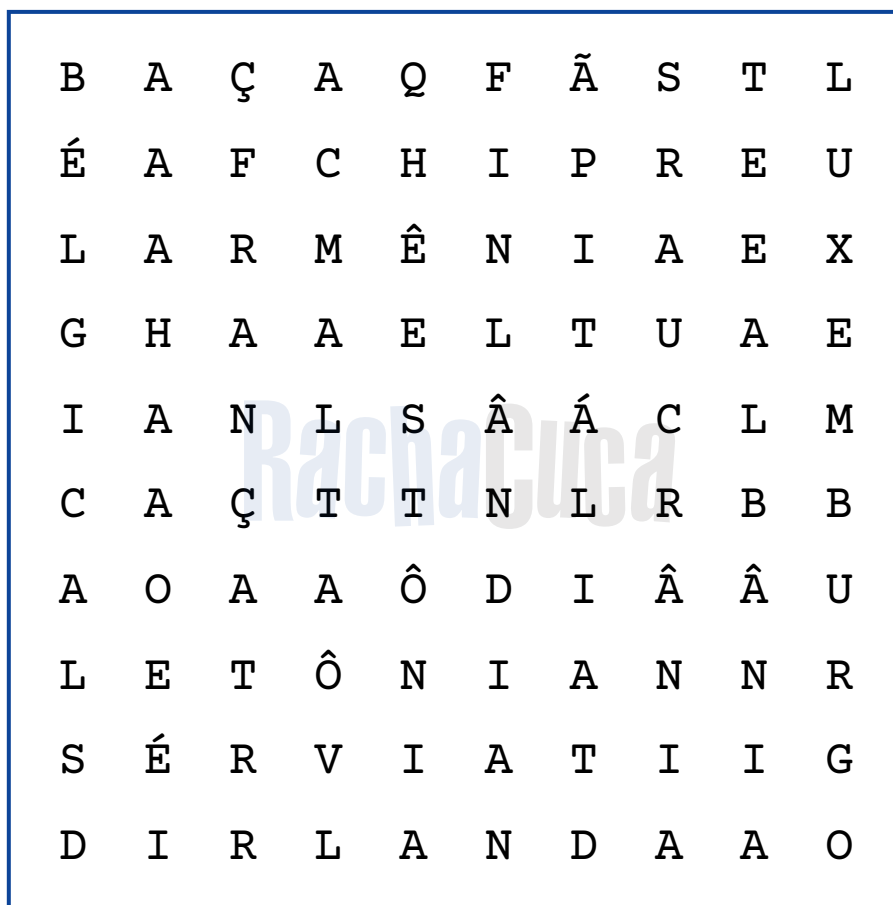 B A Ç A Q F Ã S T L
É A F C H I P R E U
L A R M Ê N I A E X
G H A A E L T U A E
I A N L S Â Á C L M
C A Ç T T N L R B B
A O A A Ô D I Â Â U
L E T Ô N I A N N R
S É R V I A T I I G
D I R L A N D A A O
RachaCuca